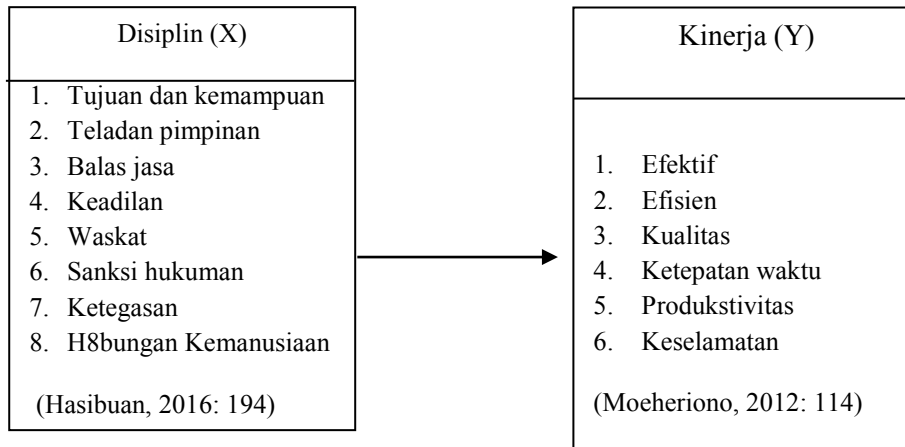 Disiplin (X)
1. Tujuan dan kemampuan
2. Teladan pimpinan
3. Balas jasa
4. Keadilan
5. Waskat
6. Sanksi hukuman
7. Ketegasan
8. H8bungan Kemanusiaan
(Hasibuan, 2016: 194)
Kinerja (Y)
1. Efektif
2. Efisien
3. Kualitas
4. Ketepatan waktu
5. Produkstivitas
6. Keselamatan
(Moeheriono, 2012: 114)